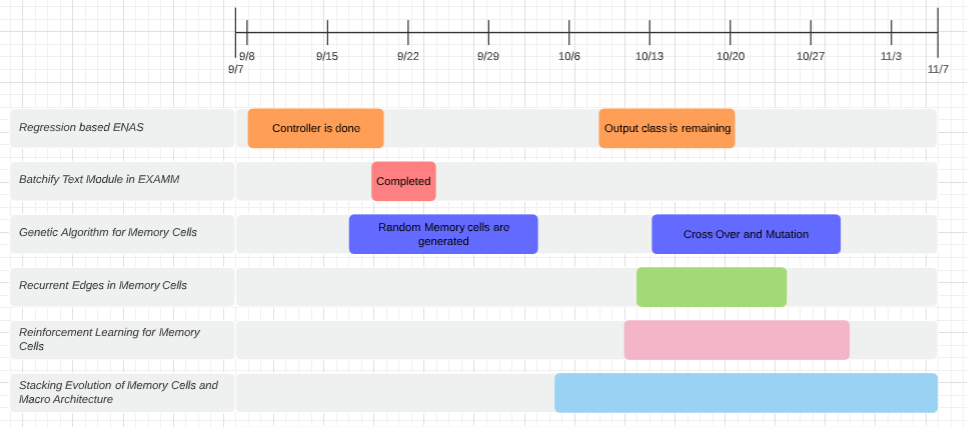 9/8
9/15
9/22
9/29
10/6
10/13
10/20
10/27
11/3
9/7
11/7
Regression based ENAS
Controller is done
Output class is remaining
Batchify Text Module in EXAMM
Completed
Genetic Algorithm for Memory Cells
Random Memory cells are
generated
Cross Over and Mutation
Recurrent Edges in Memory Cells
Reinforcement Learning for Memory
Cells
Stacking Evolution of Memory Cells and
Macro Architecture